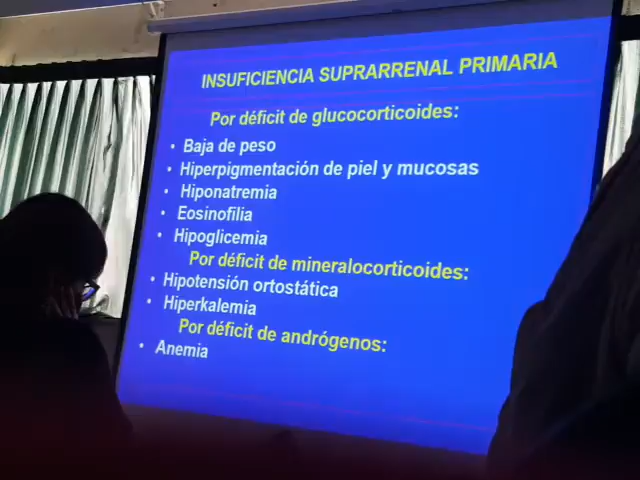 INSUFICIENCIA SUPRARRENAL PRIMARIA
Por déficit de glucocorticoides:
• Baja de peso
• Hiperpigmentación de piel y mucosas
• Hiponatremia
• Eosinofilia
• Hipoglicemia
Por déficit de mineralocorticoides:
• Hipotensión ortostática
• Hiperkalemia
Por déficit de andrógenos:
• Anemia